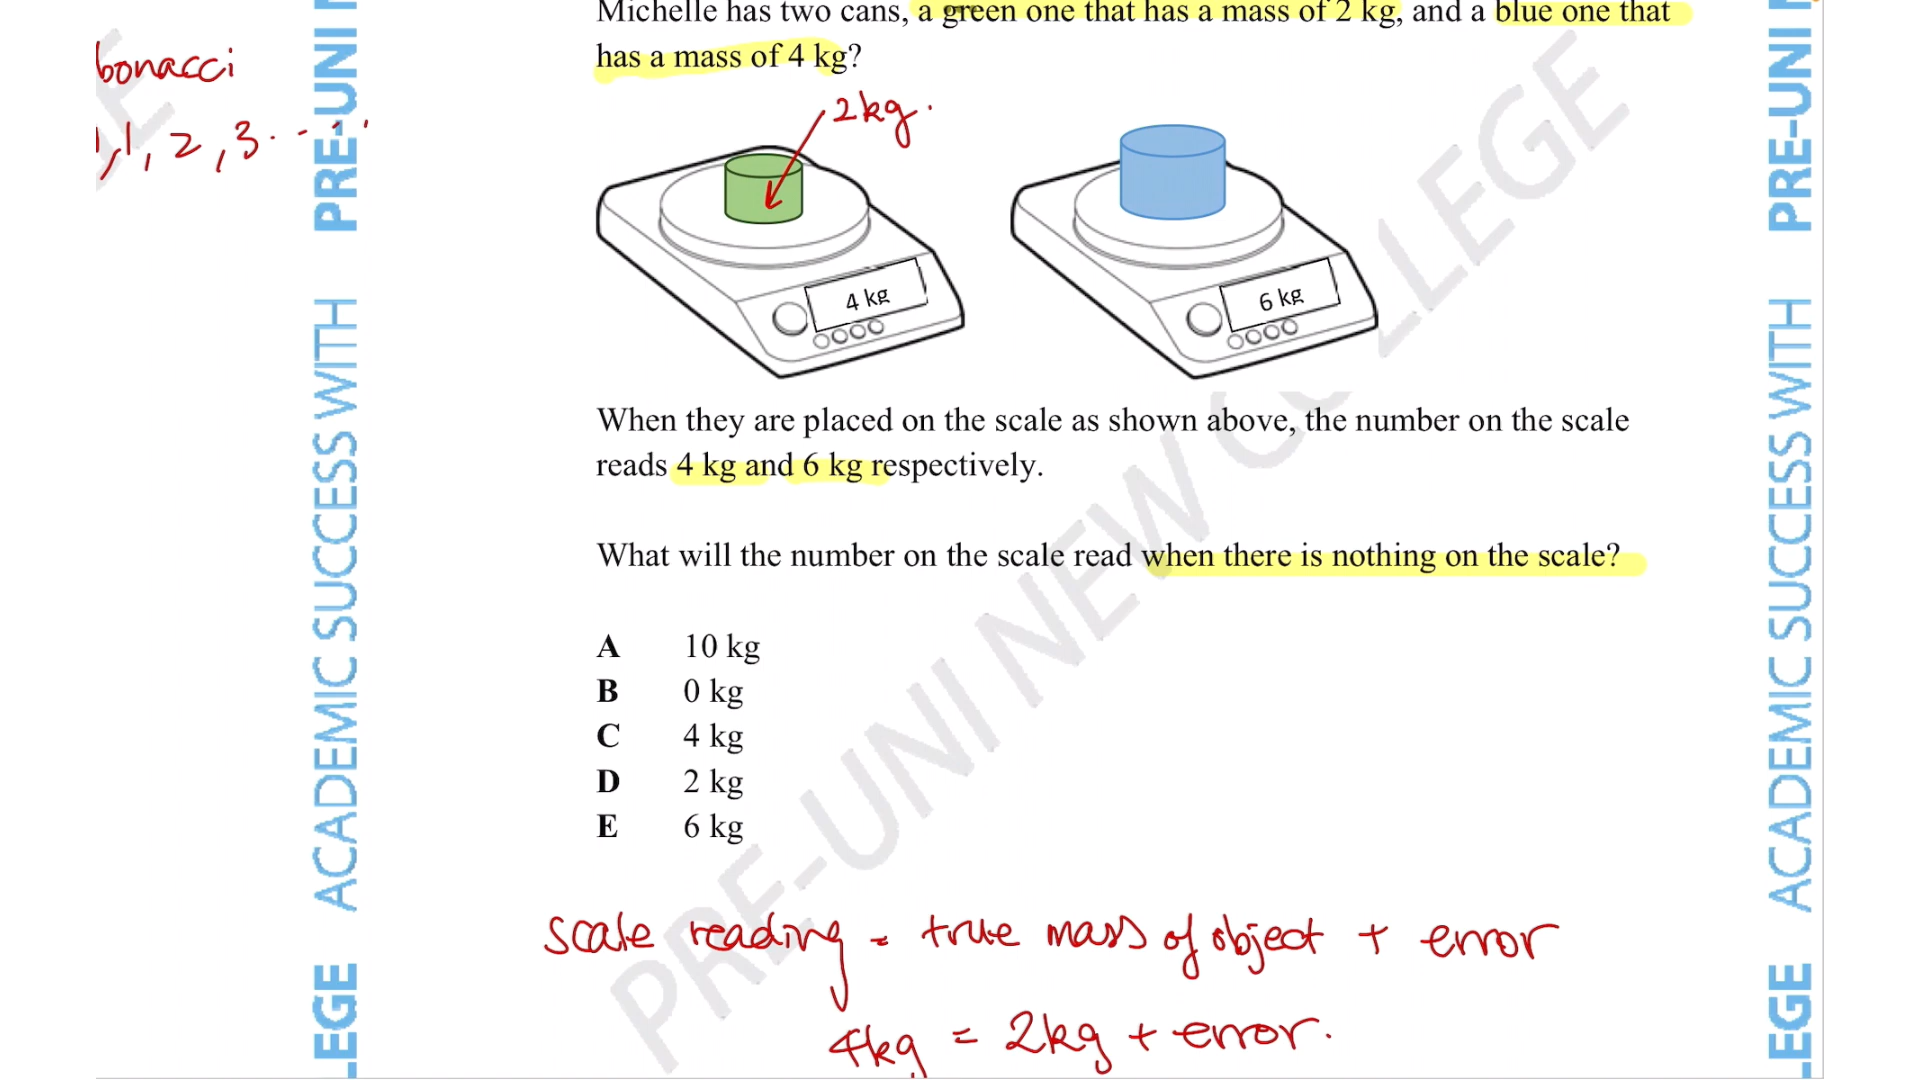 Michelle has two cans, a green one that has a mass of 2 kg, and a blue one that
has a mass of 4 kg?
bonacci
1, 2, 3.....
2kg.
4 kg
6 kg
When they are placed on the scale as shown above, the number on the scale
reads 4 kg and 6 kg respectively.
What will the number on the scale read when there is nothing on the scale?
A 10 kg
B 0 kg
C 4 kg
D 2 kg
E 6 kg
scale reading = true mass of object + error
4kg = 2kg + error.
PRE-UNI NEW COLLEGE
LEGE ACADEMIC SUCCESS WITH PRE-UNI
LEGE ACADEMIC SUCCESS WITH PRE-UNI